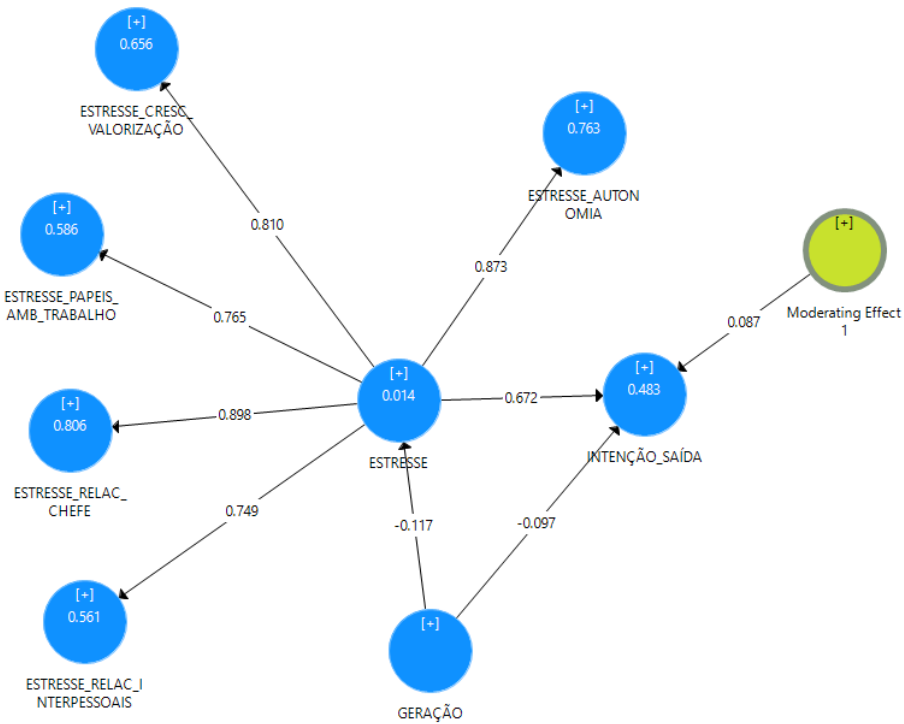 [+]
0.656
ESTRESSE_CRESC_
VALORIZAÇÃO
[+]
0.763
ESTRESSE_AUTON
OMIA
[+]
0.586
ESTRESSE_PAPEIS_
AMB_TRABALHO
[+]
Moderating Effect
1
0.810
0.873
0.765
0.087
[+]
0.014
ESTRESSE
[+]
0.483
INTENÇÃO_SAÍDA
0.672
[+]
0.806
ESTRESSE_RELAC_
CHEFE
0.898
0.749
-0.117
-0.097
[+]
0.561
ESTRESSE_RELAC_I
NTERPESSOAIS
[+]
GERAÇÃO